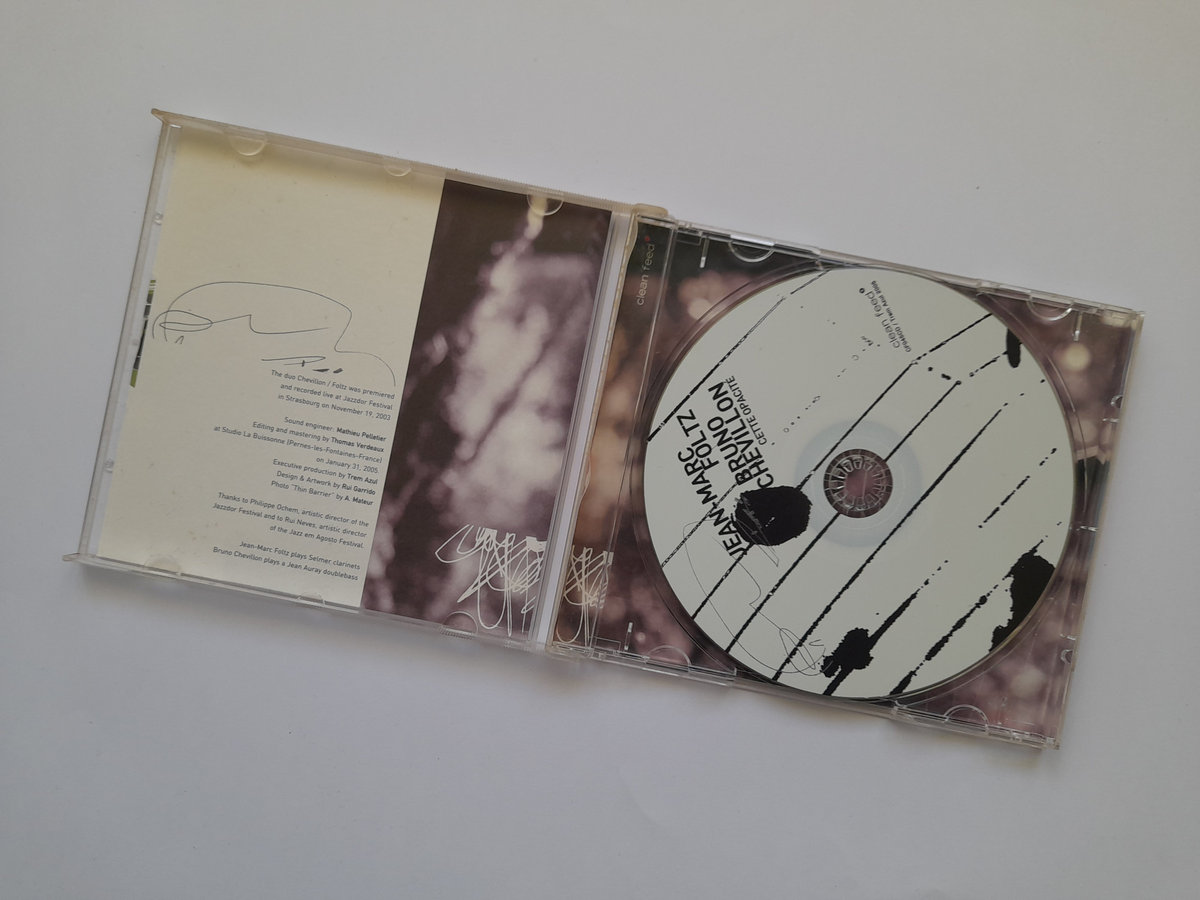 The duo Chevillon / Foltz was premiered
and recorded live at Jazzdor Festival
in Strasbourg on November 19, 2003
Sound engineer: Mathieu Pelletier
Editing and mastering by Thomas Verdeaux
at Studio La Buissonne (Pernes-les-Fontaines-France)
on January 31, 2005.
Executive production by Trem Azul
Design & Artwork by Rui Garrido
Photo "Thin Barrier" by A. Mateur
Thanks to Philippe Ochem, artistic director of the
Jazzdor Festival and to Rui Neves, artistic director
of the Jazz em Agosto Festival.
Jean-Marc Foltz plays Selmer clarinets
Bruno Chevillon plays a Jean Auray doublebass
clean feed
JEAN-MARC
FOLTZ
BRUNO
CHEVILLON
CETTE OPACITÉ
clean feed